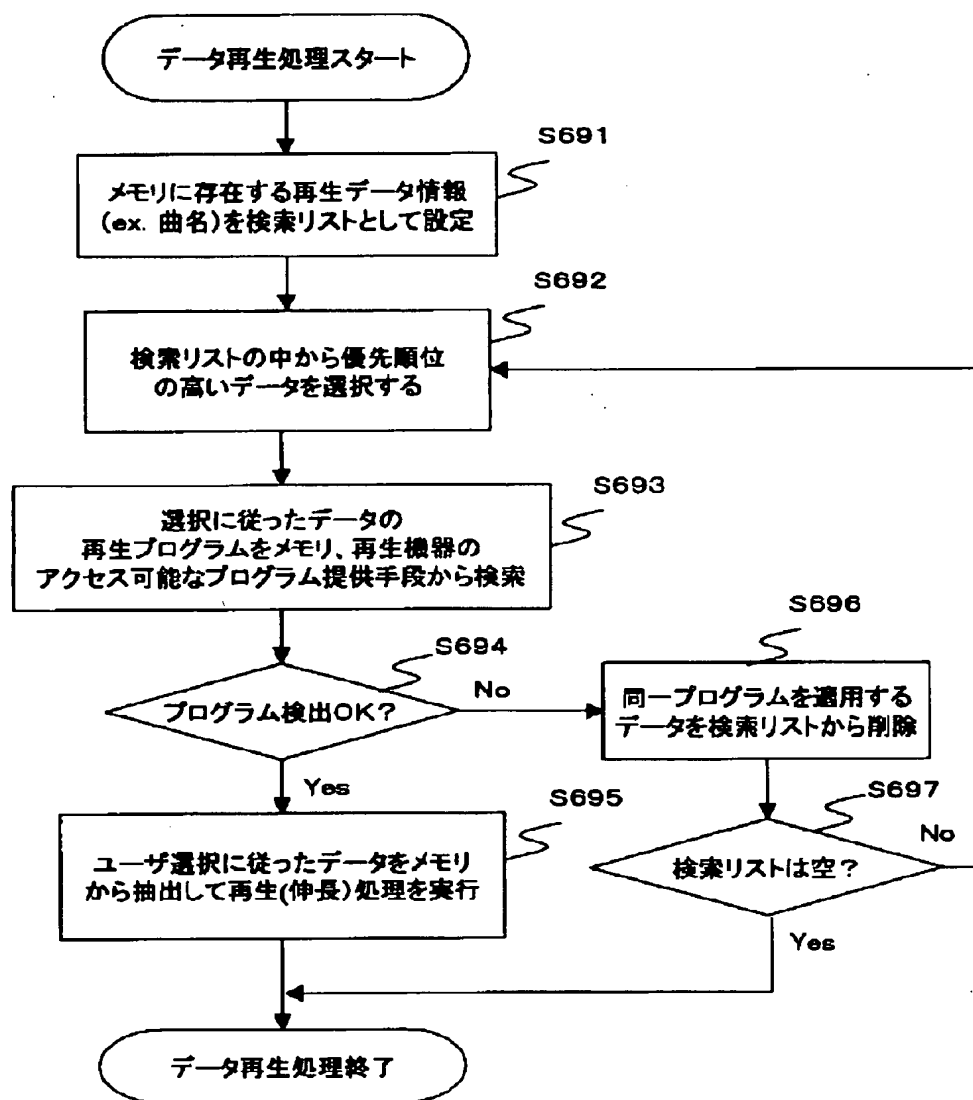 データ再生処理スタート
S691
メモリに存在する再生データ情報
(ex. 曲名)を検索リストとして設定
S692
検索リストの中から優先順位
の高いデータを選択する
S693
選択に従ったデータの
再生プログラムをメモリ、再生機器の
アクセス可能なプログラム提供手段から検索
S694
プログラム検出OK?
No
S696
同一プログラムを適用する
データを検索リストから削除
Yes
S695
ユーザ選択に従ったデータをメモリ
から抽出して再生(伸長)処理を実行
S697
検索リストは空?
No
Yes
データ再生処理終了